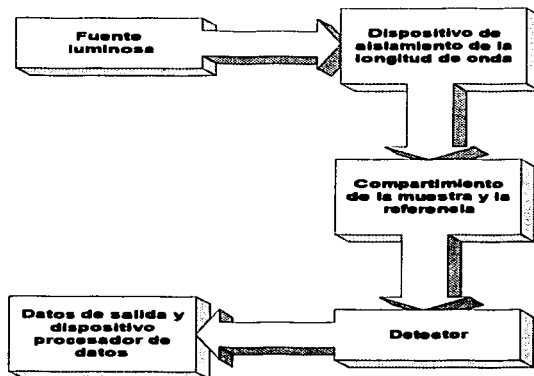 Fuente
luminosa
Dispositivo de
aislamiento de la
longitud de onda
Compartimiento
de la muestra y la
referencia
Detector
Datos de salida y
dispositivo
procesador de
datos